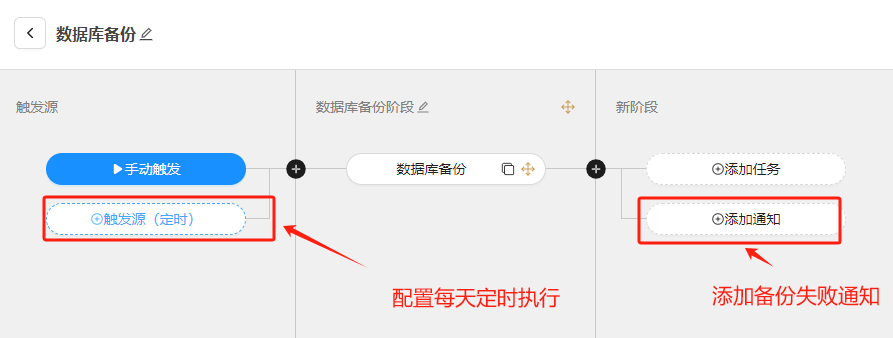 数据库备份
触发源
数据库备份阶段
新阶段
手动触发
数据库备份
添加任务
触发源（定时）
添加通知
配置每天定时执行
添加备份失败通知